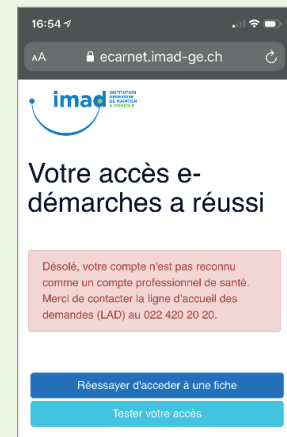 16:54
AA ecarnet.imad-ge.ch
imad
INSTITUTION
GENEVOISE
DE MAINTIEN
À DOMICILE
Votre accès e-
démarches a réussi
Désolé, votre compte n'est pas reconnu
comme un compte professionnel de santé.
Merci de contacter la ligne d'accueil des
demandes (LAD) au 022 420 20 20.
Réessayer d'acceder à une fiche
Tester votre accès